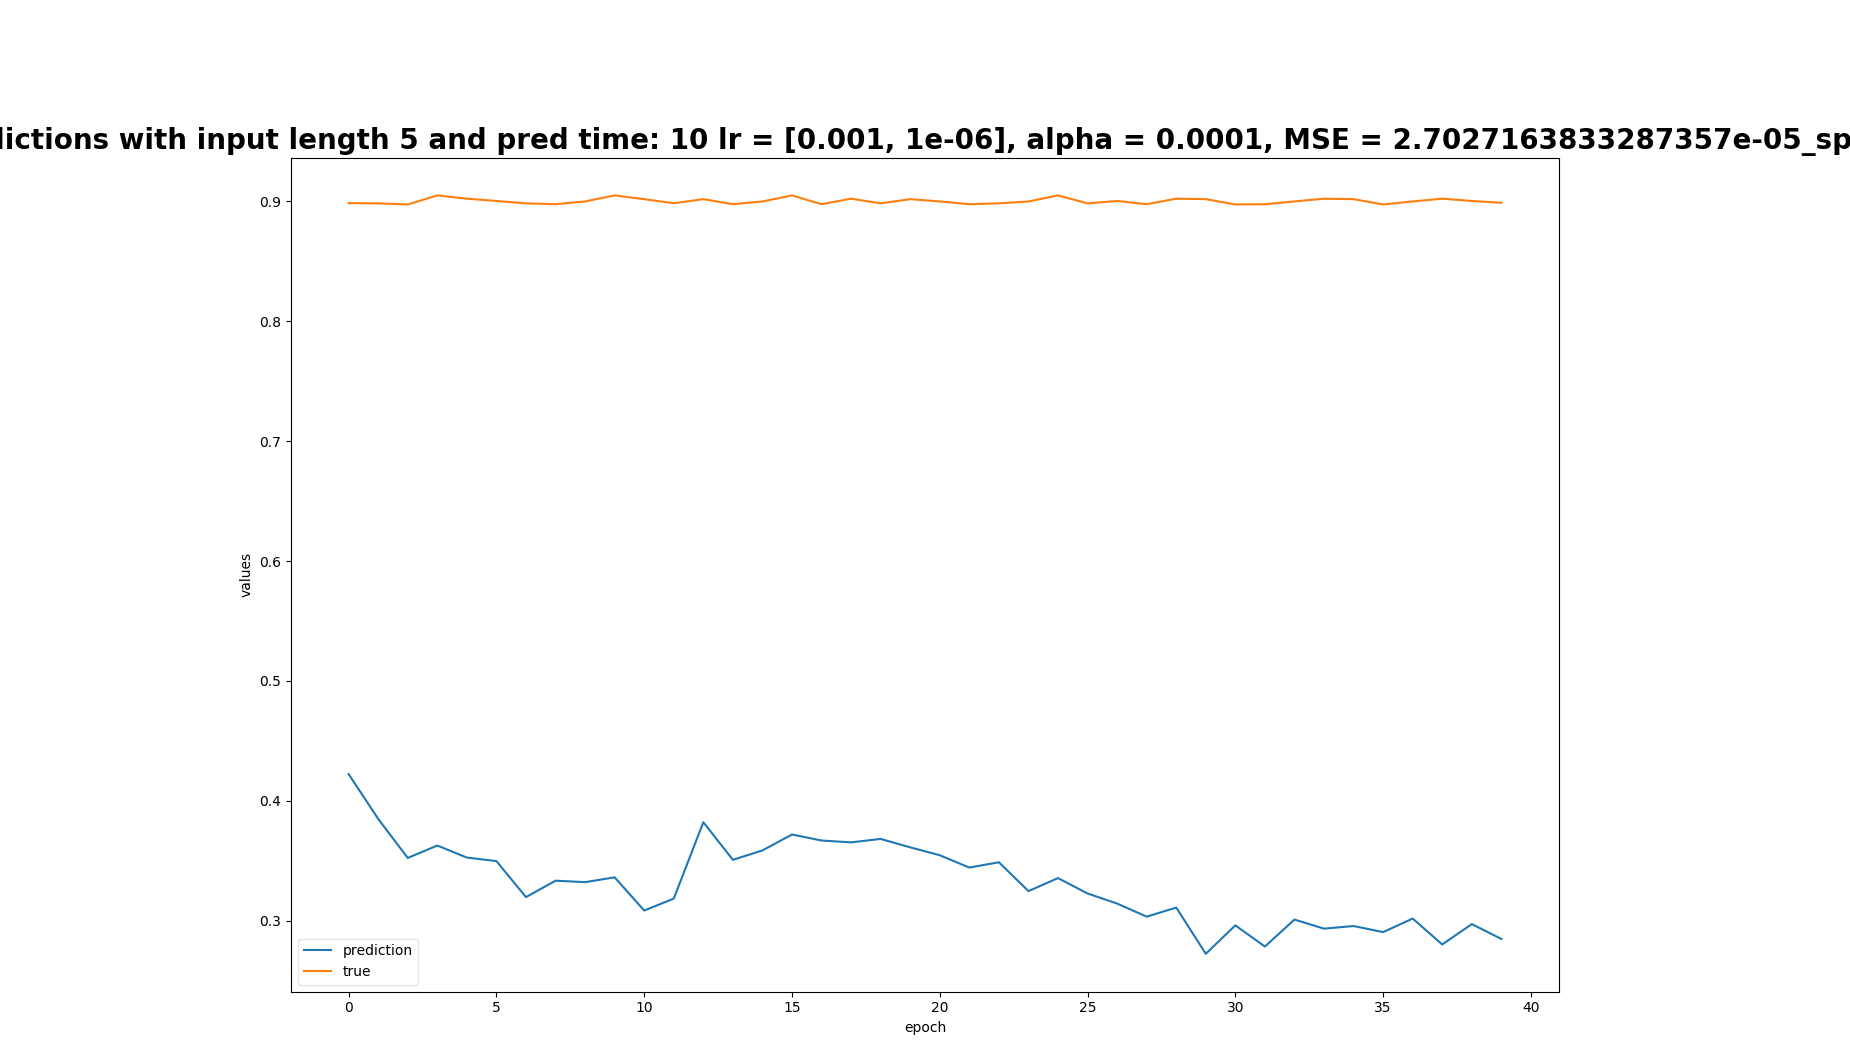 with input length 5 and pred time: 10 lr = [0.001, 1e-06], alpha = 0.0001, MSE = 2.7027163833287357e-05_sp
0.9
0.8
0.7
0.6
0.5
0.4
0.3
values
prediction
true
0 5 10 15 20 25 30 35 40
epoch